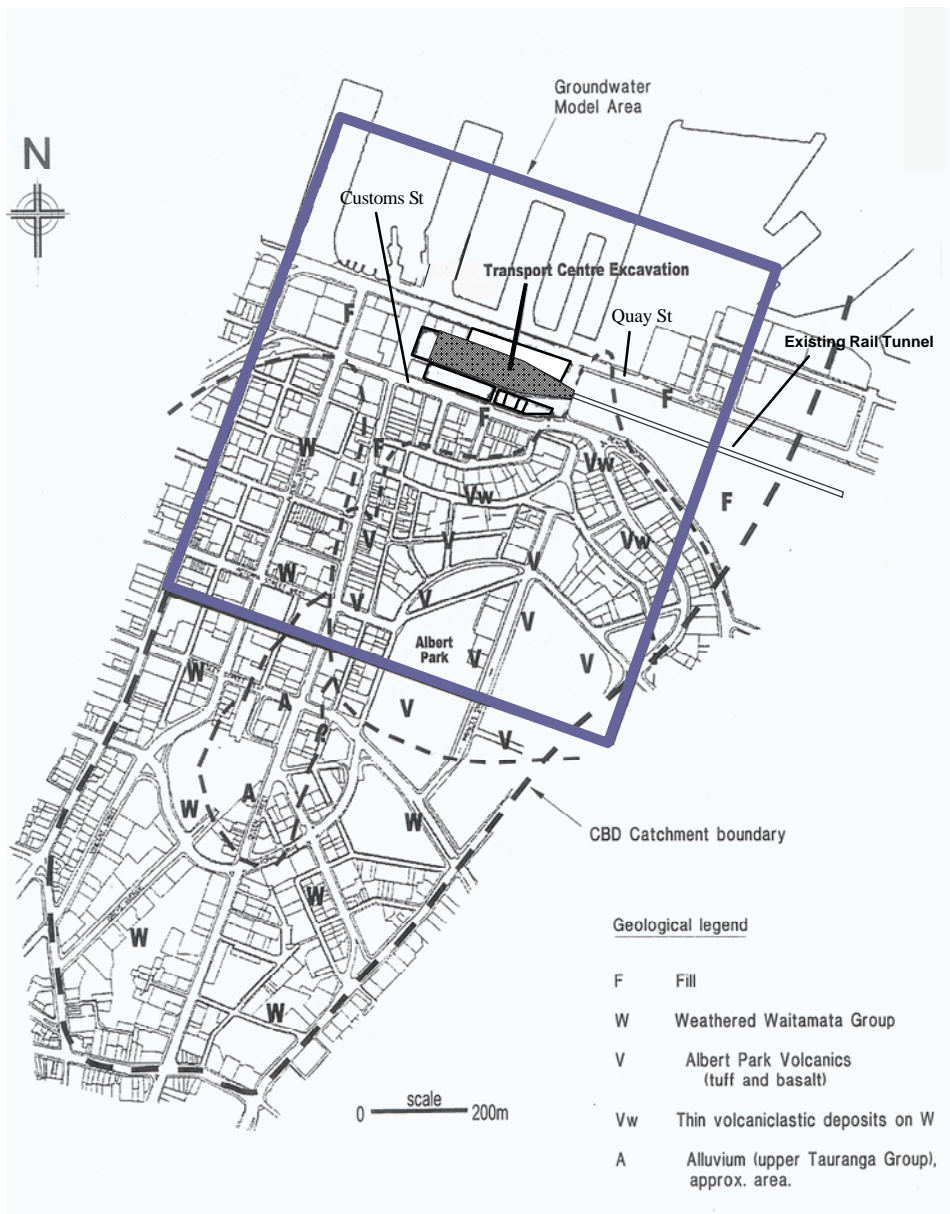 Groundwater
Model Area
N
Customs St
Transport Centre Excavation
Quay St
Existing Rail Tunnel
F
F
F
F
W
Vw
Vw
F
V
V
Vw
W
V
V
V
V
Albert
Park
V
V
W
V
A
V
?
W
A
W
CBD Catchment boundary
W
W
W
Geological legend
F Fill
W Weathered Waitamata Group
V Albert Park Volcanics
(tuff and basalt)
Vw Thin volcaniclastic deposits on W
A Alluvium (upper Tauranga Group),
approx. area.
scale
0 200m